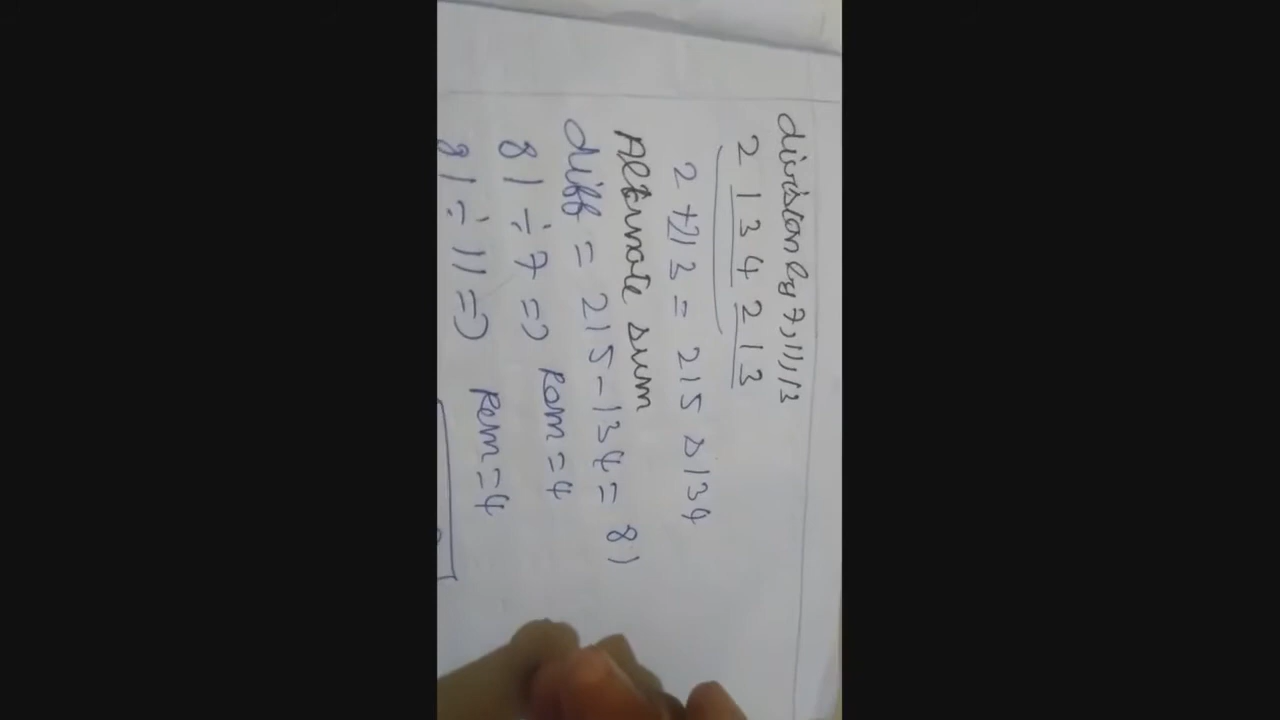 division by 7, 11, 13
2 134 213
2 + 213 = 215 & 134
Alternate sum
diff = 215 - 134 = 81
81 ÷ 7 => Rem = 4
81 ÷ 11 => Rem = 4